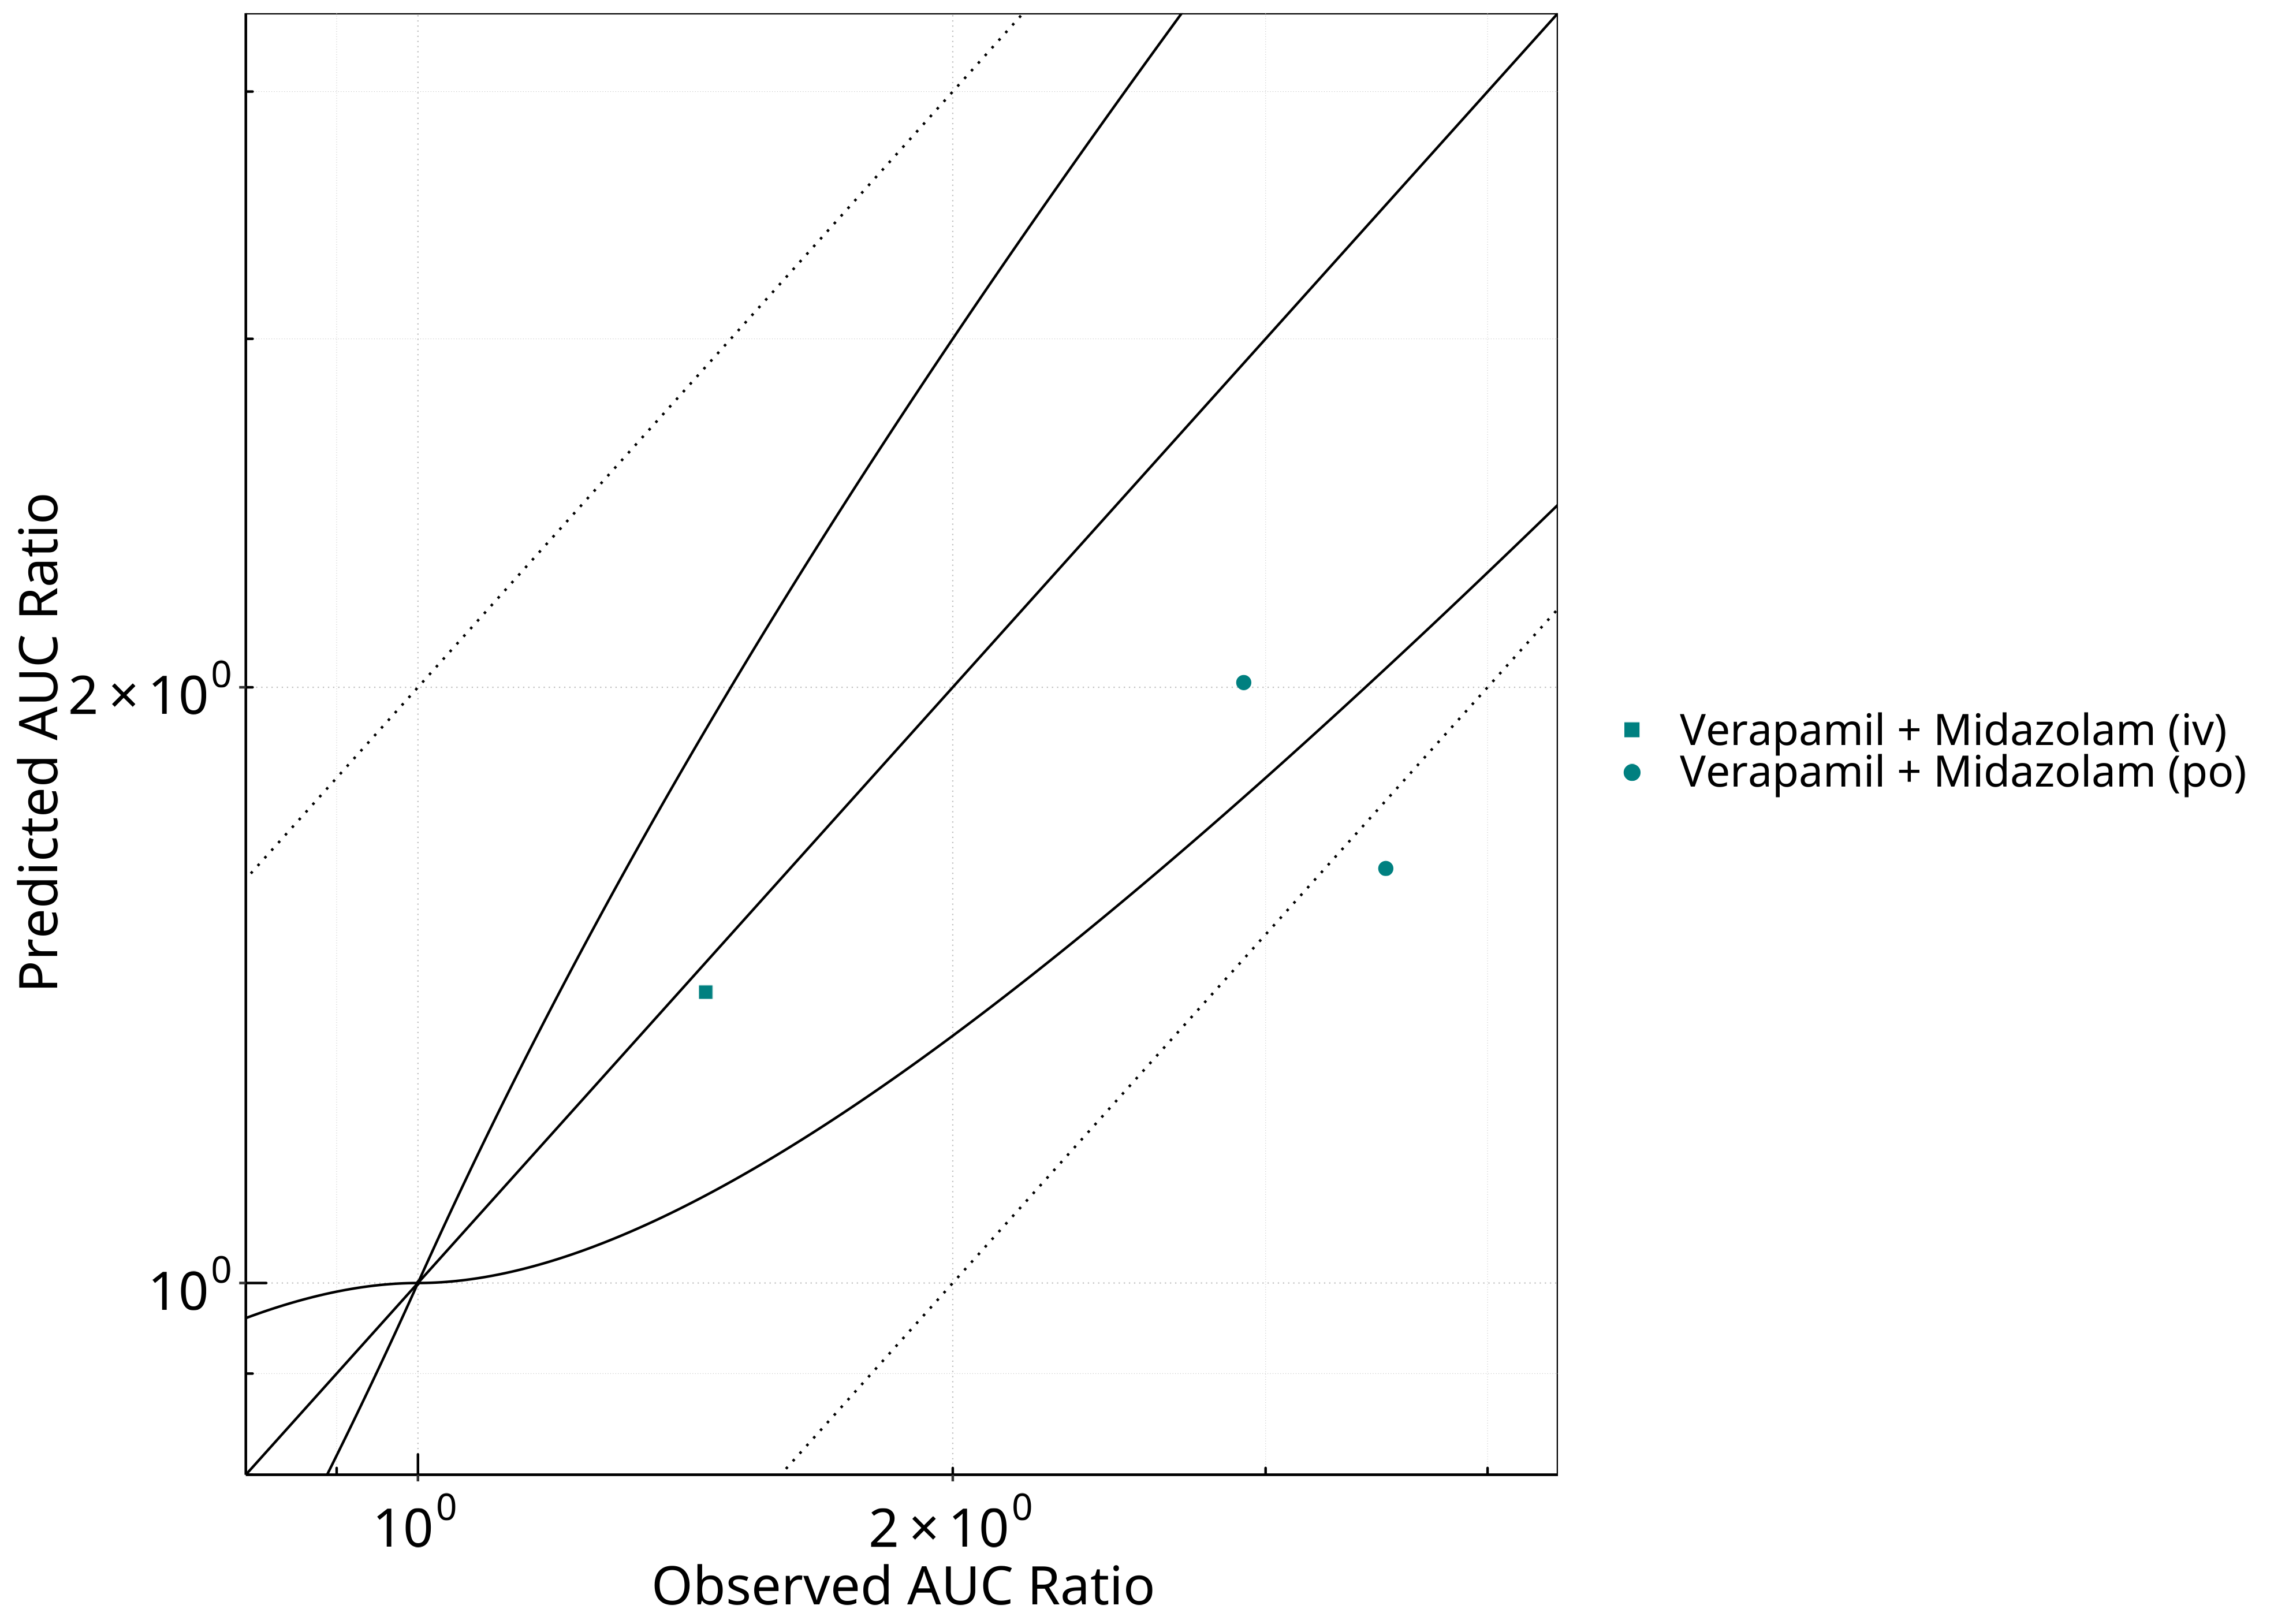 Predicted AUC Ratio
2 × 10⁰
10⁰
10⁰
2 × 10⁰
Observed AUC Ratio
Verapamil + Midazolam (iv)
Verapamil + Midazolam (po)